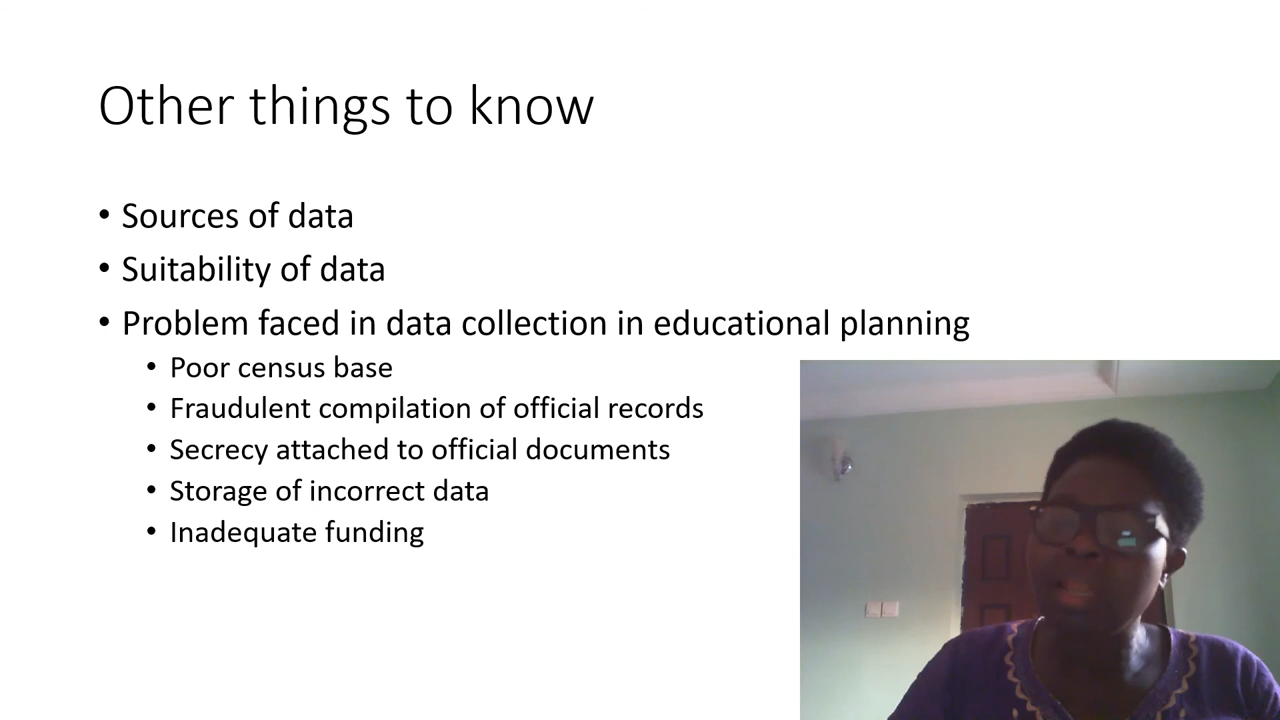 Other things to know
• Sources of data
• Suitability of data
• Problem faced in data collection in educational planning
• Poor census base
• Fraudulent compilation of official records
• Secrecy attached to official documents
• Storage of incorrect data
• Inadequate funding